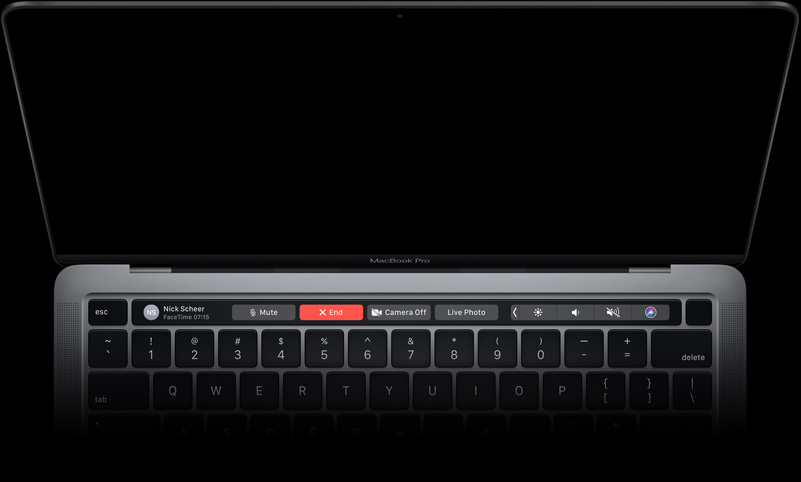 MacBook Pro
esc
NS Nick Scheer
FaceTime 07:15
Mute
End
Camera Off
Live Photo
~ ! @ # $ % ^ & * ( ) — +
` 1 2 3 4 5 6 7 8 9 0 - = delete
tab Q W E R T Y U I O P { [ } ] | \
A S D F G H J K L